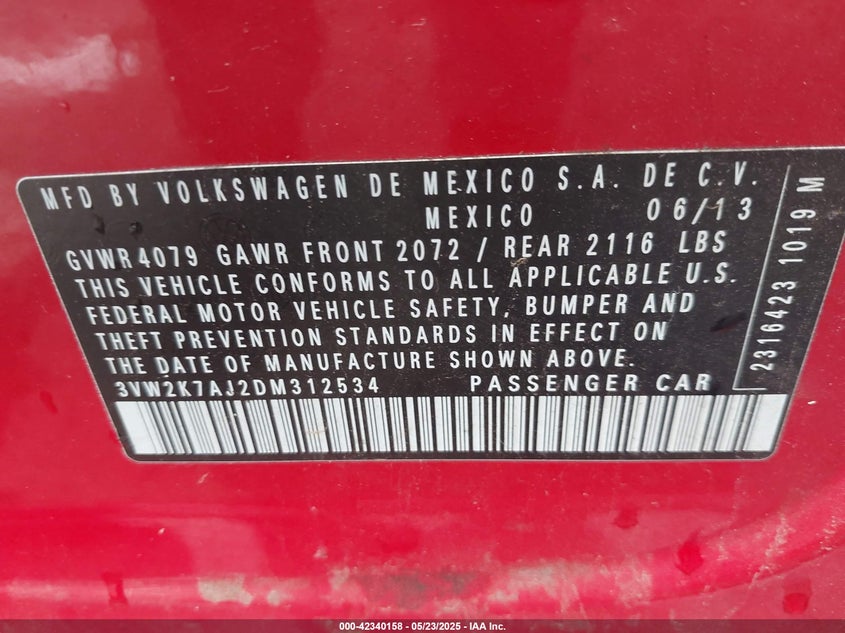 MFD BY VOLKSWAGEN DE MEXICO S.A. DE C.V.
MEXICO 06/13
GVWR 4079 GAWR FRONT 2072 / REAR 2116 LBS
THIS VEHICLE CONFORMS TO ALL APPLICABLE U.S.
FEDERAL MOTOR VEHICLE SAFETY, BUMPER AND
THEFT PREVENTION STANDARDS IN EFFECT ON
THE DATE OF MANUFACTURE SHOWN ABOVE.
3VW2K7AJ2DM312534 PASSENGER CAR
2316423 1019 M
000-42340158 - 05/23/2025 - IAA Inc.